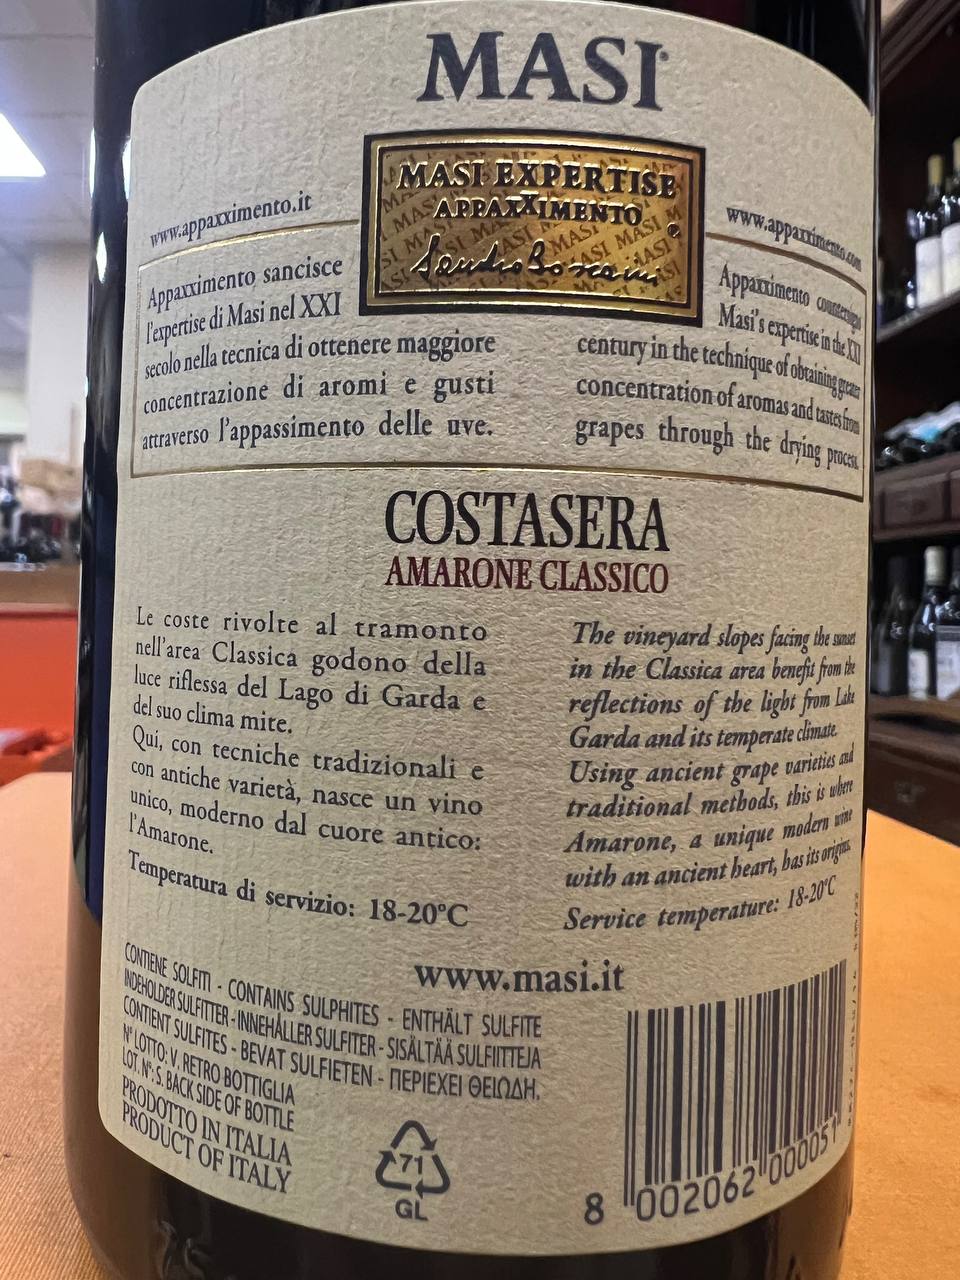 MASI
MASI EXPERTISE
APPAXXIMENTO
Sandro Boscaini
www.appaxximento.it
Appaxximento sancisce
l'expertise di Masi nel XXI
secolo nella tecnica di ottenere maggiore
concentrazione di aromi e gusti
attraverso l'appassimento delle uve.
www.appaxximento.com
Appaxximento countersigns
Masi's expertise in the XXI
century in the technique of obtaining greater
concentration of aromas and tastes from
grapes through the drying process.
COSTASERA
AMARONE CLASSICO
Le coste rivolte al tramonto
nell'area Classica godono della
luce riflessa del Lago di Garda e
del suo clima mite.
Qui, con tecniche tradizionali e
con antiche varietà, nasce un vino
unico, moderno dal cuore antico:
l'Amarone.
Temperatura di servizio: 18-20°C
The vineyard slopes facing the sunset
in the Classica area benefit from the
reflections of the light from Lake
Garda and its temperate climate.
Using ancient grape varieties and
traditional methods, this is where
Amarone, a unique modern wine
with an ancient heart, has its origins.
Service temperature: 18-20°C
www.masi.it
CONTIENE SOLFITI - CONTAINS SULPHITES - ENTHÄLT SULFITE
INDEHOLDER SULFITTER - INNEHÅLLER SULFITER - SISÄLTÄÄ SULFIITTEJA
CONTIENT SULFITES - BEVAT SULFIETEN - ΠΕΡΙΕΧΕΙ ΘΕΙΩΔΗ.
N° LOTTO: V. RETRO BOTTIGLIA
LOT. N°: S. BACK SIDE OF BOTTLE
PRODOTTO IN ITALIA
PRODUCT OF ITALY
71
GL
8 002062 000051